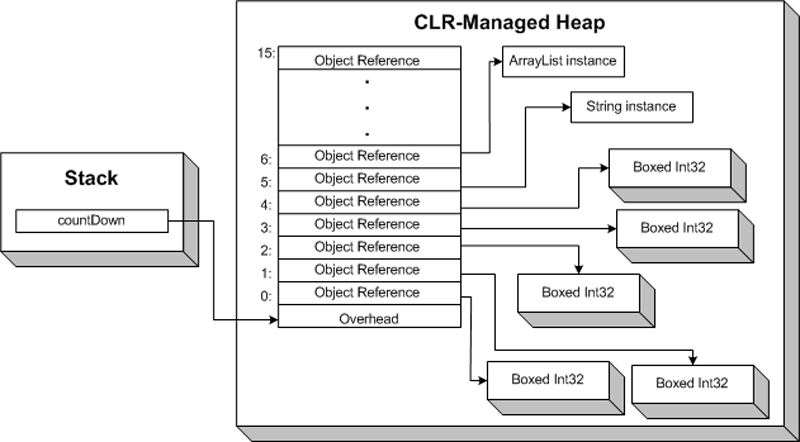 CLR-Managed Heap
15:
Object Reference
ArrayList instance
.
.
.
String instance
6:
Object Reference
5:
Object Reference
Boxed Int32
4:
Object Reference
3:
Object Reference
Boxed Int32
2:
Object Reference
1:
Object Reference
Boxed Int32
0:
Object Reference
Overhead
Boxed Int32
Boxed Int32
Stack
countDown